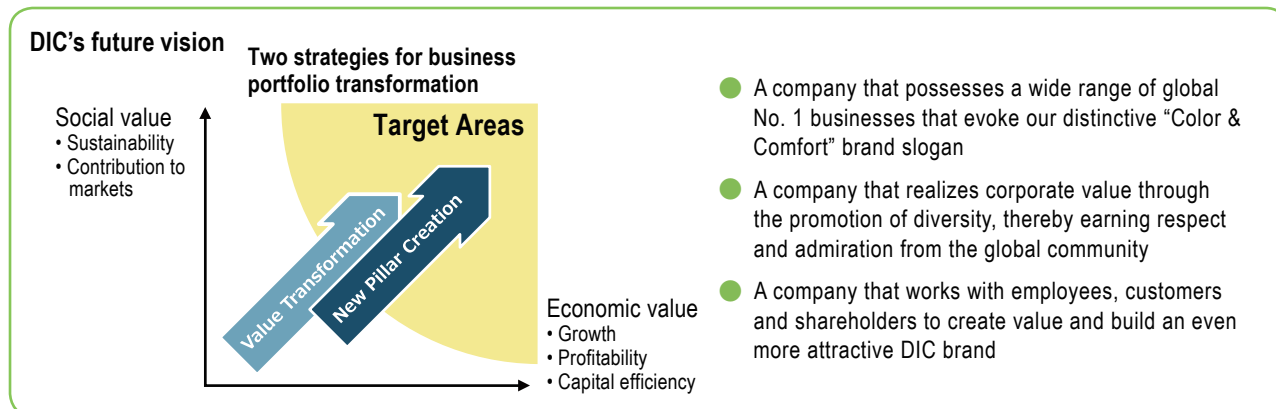 DIC's future vision
Two strategies for business
portfolio transformation
Social value
• Sustainability
• Contribution to
markets
Target Areas
Value Transformation
New Pillar Creation
Economic value
• Growth
• Profitability
• Capital efficiency
● A company that possesses a wide range of global
No. 1 businesses that evoke our distinctive “Color &
Comfort” brand slogan
● A company that realizes corporate value through
the promotion of diversity, thereby earning respect
and admiration from the global community
● A company that works with employees, customers
and shareholders to create value and build an even
more attractive DIC brand